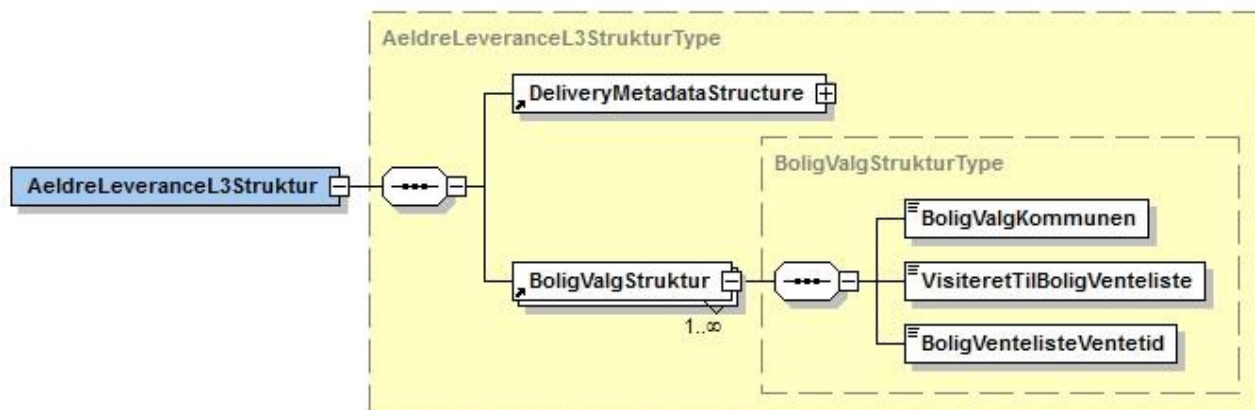 AeldreLeveranceL3StrukturType
DeliveryMetadataStructure
BoligValgStrukturType
AeldreLeveranceL3Struktur
BoligValgKommunen
BoligValgStruktur
VisiteretTilBoligVenteliste
1..∞
BoligVentelisteVentetid